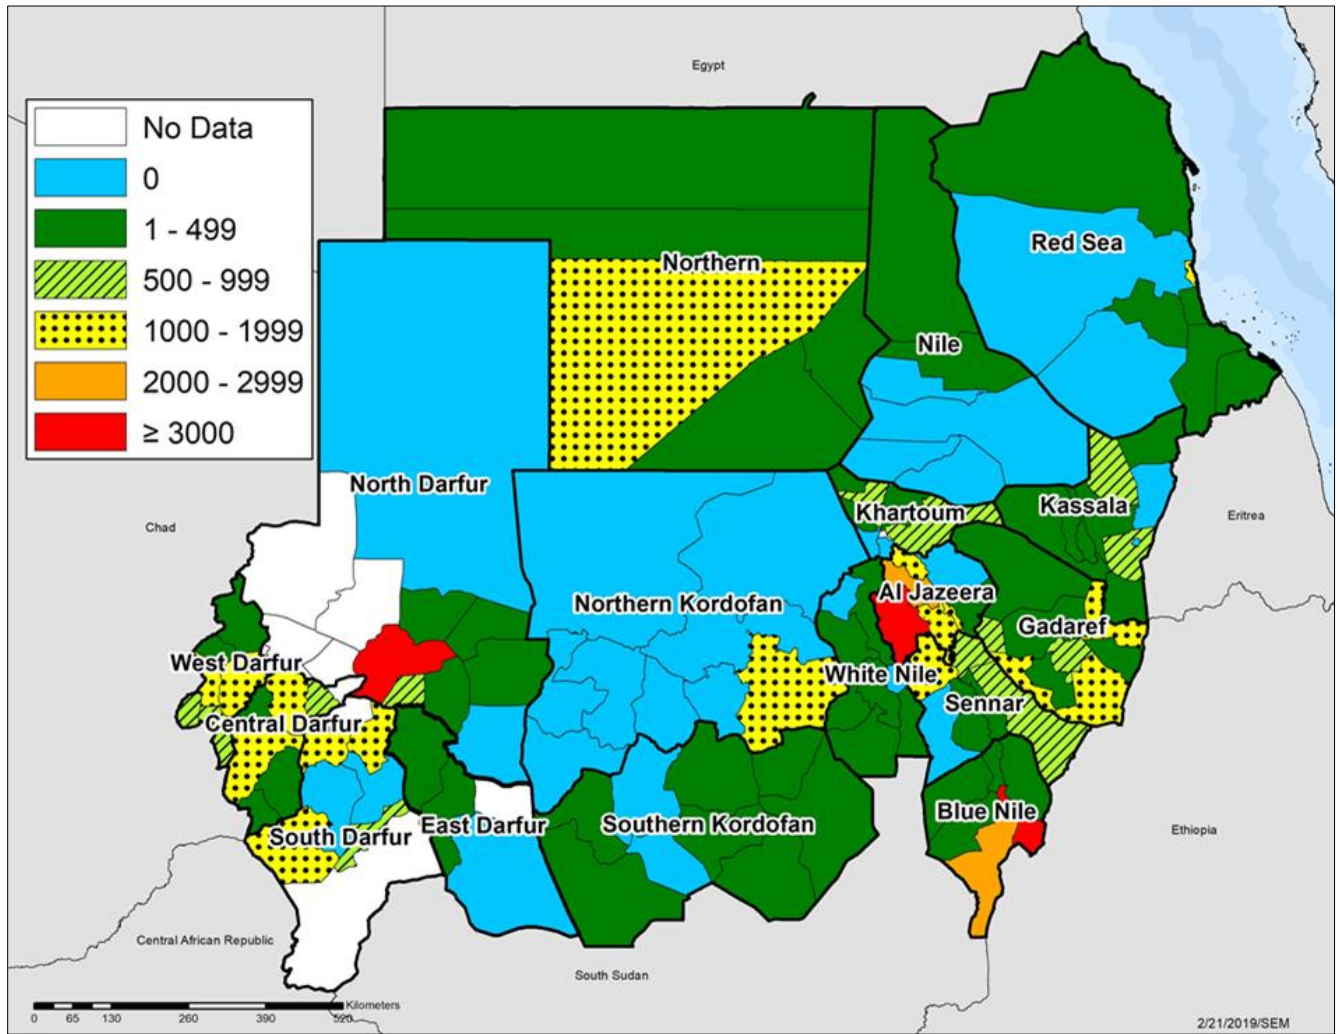 Egypt
No Data
0
1 - 499
500 - 999
1000 - 1999
2000 - 2999
≥ 3000
Red Sea
Northern
Nile
North Darfur
Khartoum
Kassala
Chad
Eritrea
Al Jazeera
Northern Kordofan
Gadaref
West Darfur
White Nile
Sennar
Central Darfur
Blue Nile
East Darfur
Southern Kordofan
South Darfur
Ethiopia
Central African Republic
South Sudan
Kilometers
0 65 130 260 390 520
2/21/2019/SEM